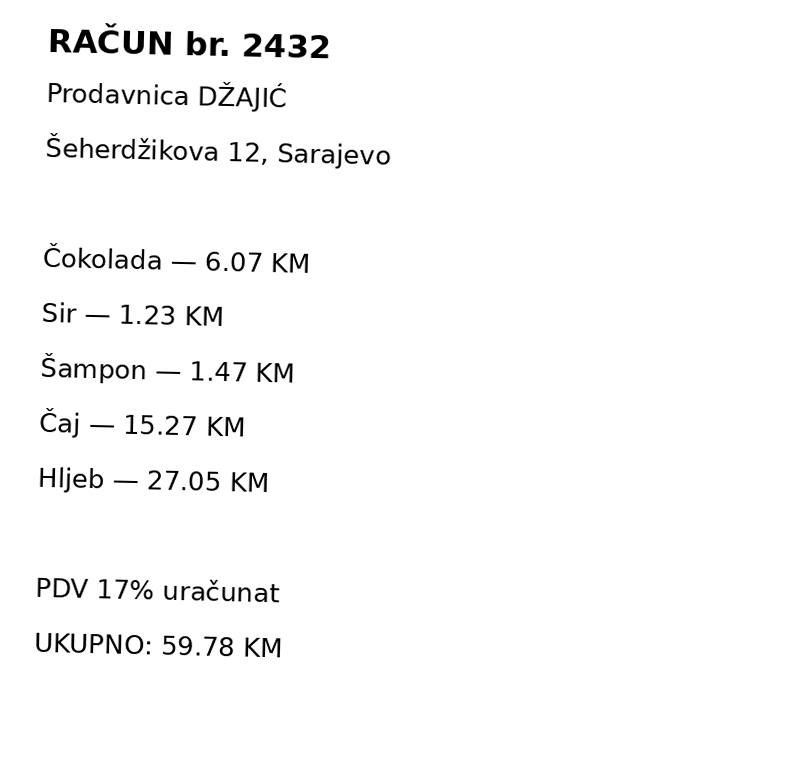 RAČUN br. 2432
Prodavnica DŽAJIĆ
Šeherdžikova 12, Sarajevo
Čokolada — 6.07 KM
Sir — 1.23 KM
Šampon — 1.47 KM
Čaj — 15.27 KM
Hljeb — 27.05 KM
PDV 17% uračunat
UKUPNO: 59.78 KM